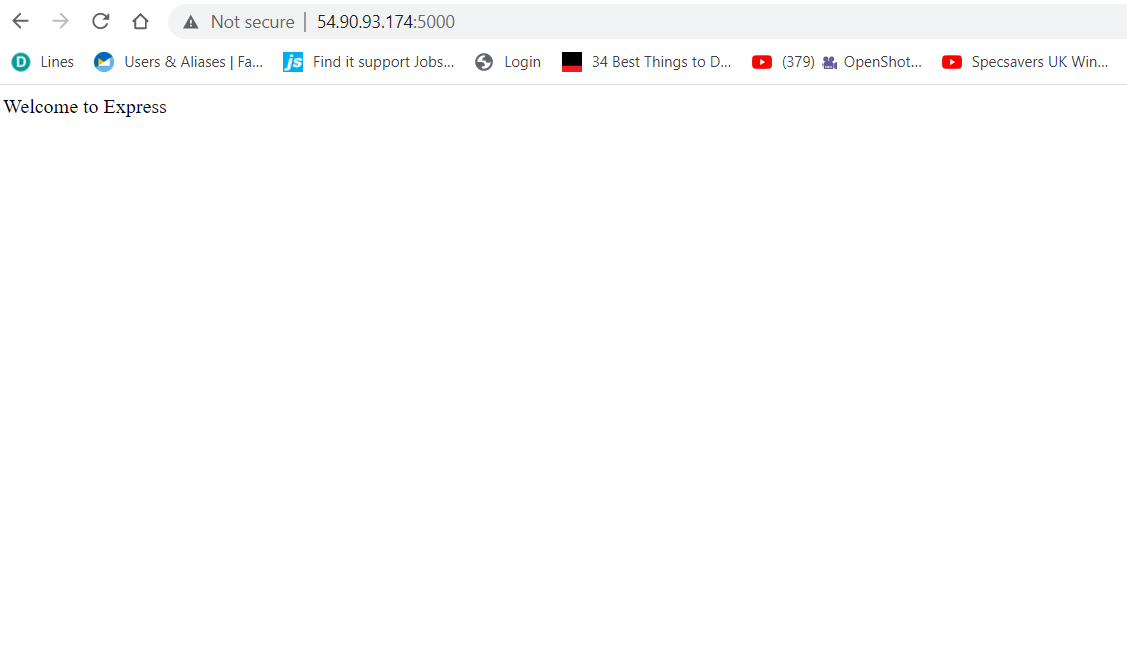 Not secure | 54.90.93.174:5000
D Lines Users & Aliases | Fa... js Find it support Jobs... Login 34 Best Things to D... (379) OpenShot... Specsavers UK Win...
Welcome to Express